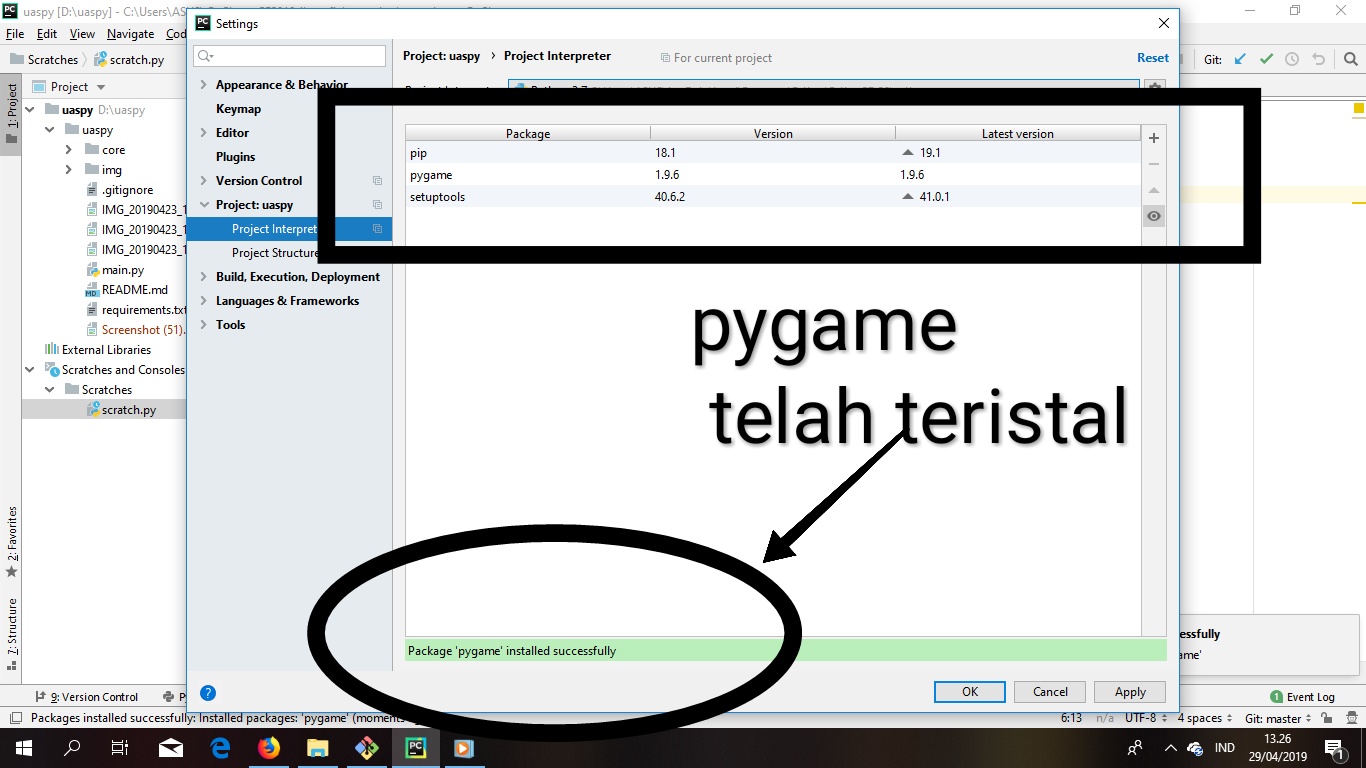 uaspy [D:\uaspy] - C:\Users\
Settings
File Edit View Navigate
Scratches scratch.py
Project: uaspy › Project Interpreter For current project Reset
Git:
1: Project
Project
uaspy D:\uaspy
uaspy
core
img
.gitignore
IMG_20190423_1
IMG_20190423_1
IMG_20190423_1
main.py
README.md
requirements.txt
Screenshot (51).
External Libraries
Scratches and Consoles
Scratches
scratch.py
2: Favorites
7: Structure
Appearance & Behavior
Keymap
Editor
Plugins
Version Control
Project: uaspy
Project Interpret
Project Structure
Build, Execution, Deployment
Languages & Frameworks
Tools
Package Version Latest version
pip 18.1 19.1
pygame 1.9.6 1.9.6
setuptools 40.6.2 41.0.1
pygame
telah teristal
Package 'pygame' installed successfully
essfully
ame'
OK Cancel Apply
9: Version Control
Event Log
Packages installed successfully: Installed packages: 'pygame' (moments
6:13 n/a UTF-8 4 spaces Git: master
IND
13.26
29/04/2019